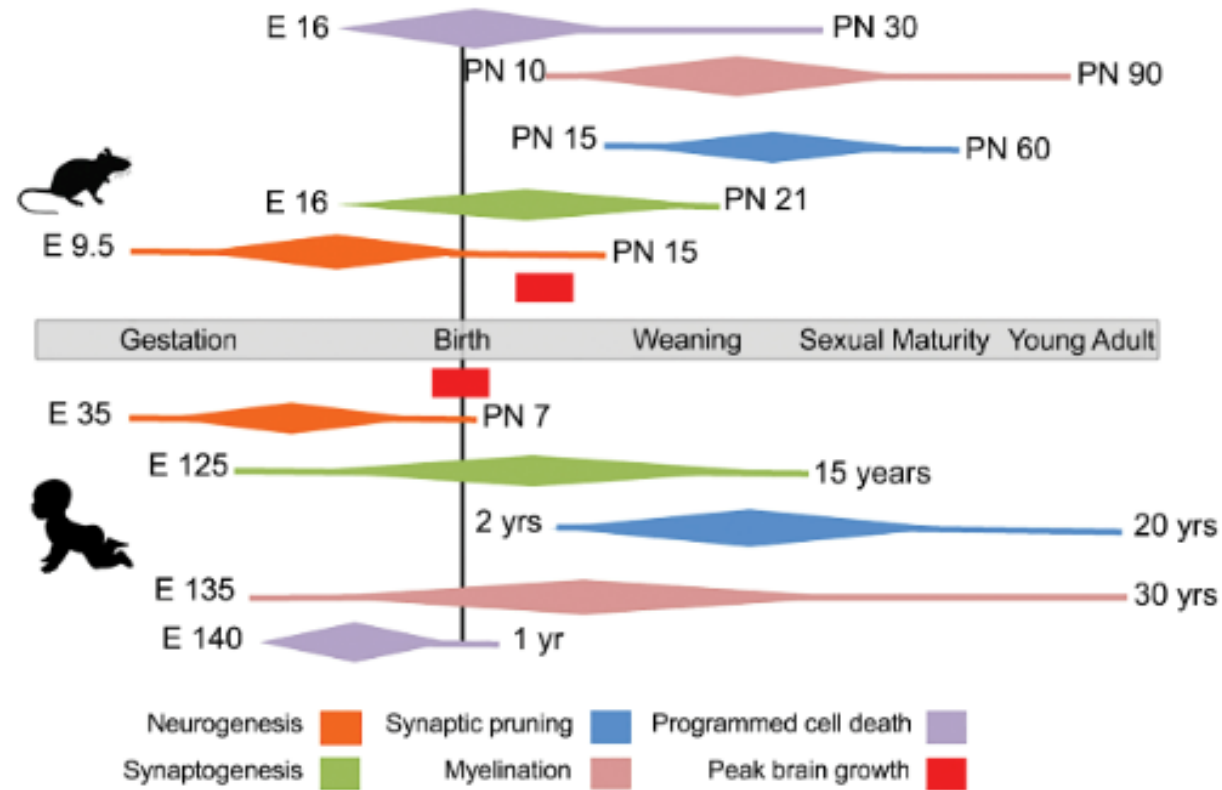 E 16 PN 30
PN 10 PN 90
PN 15 PN 60
E 16 PN 21
E 9.5 PN 15
Gestation Birth Weaning Sexual Maturity Young Adult
E 35 PN 7
E 125 15 years
2 yrs 20 yrs
E 135 30 yrs
E 140 1 yr
Neurogenesis Synaptic pruning Programmed cell death
Synaptogenesis Myelination Peak brain growth